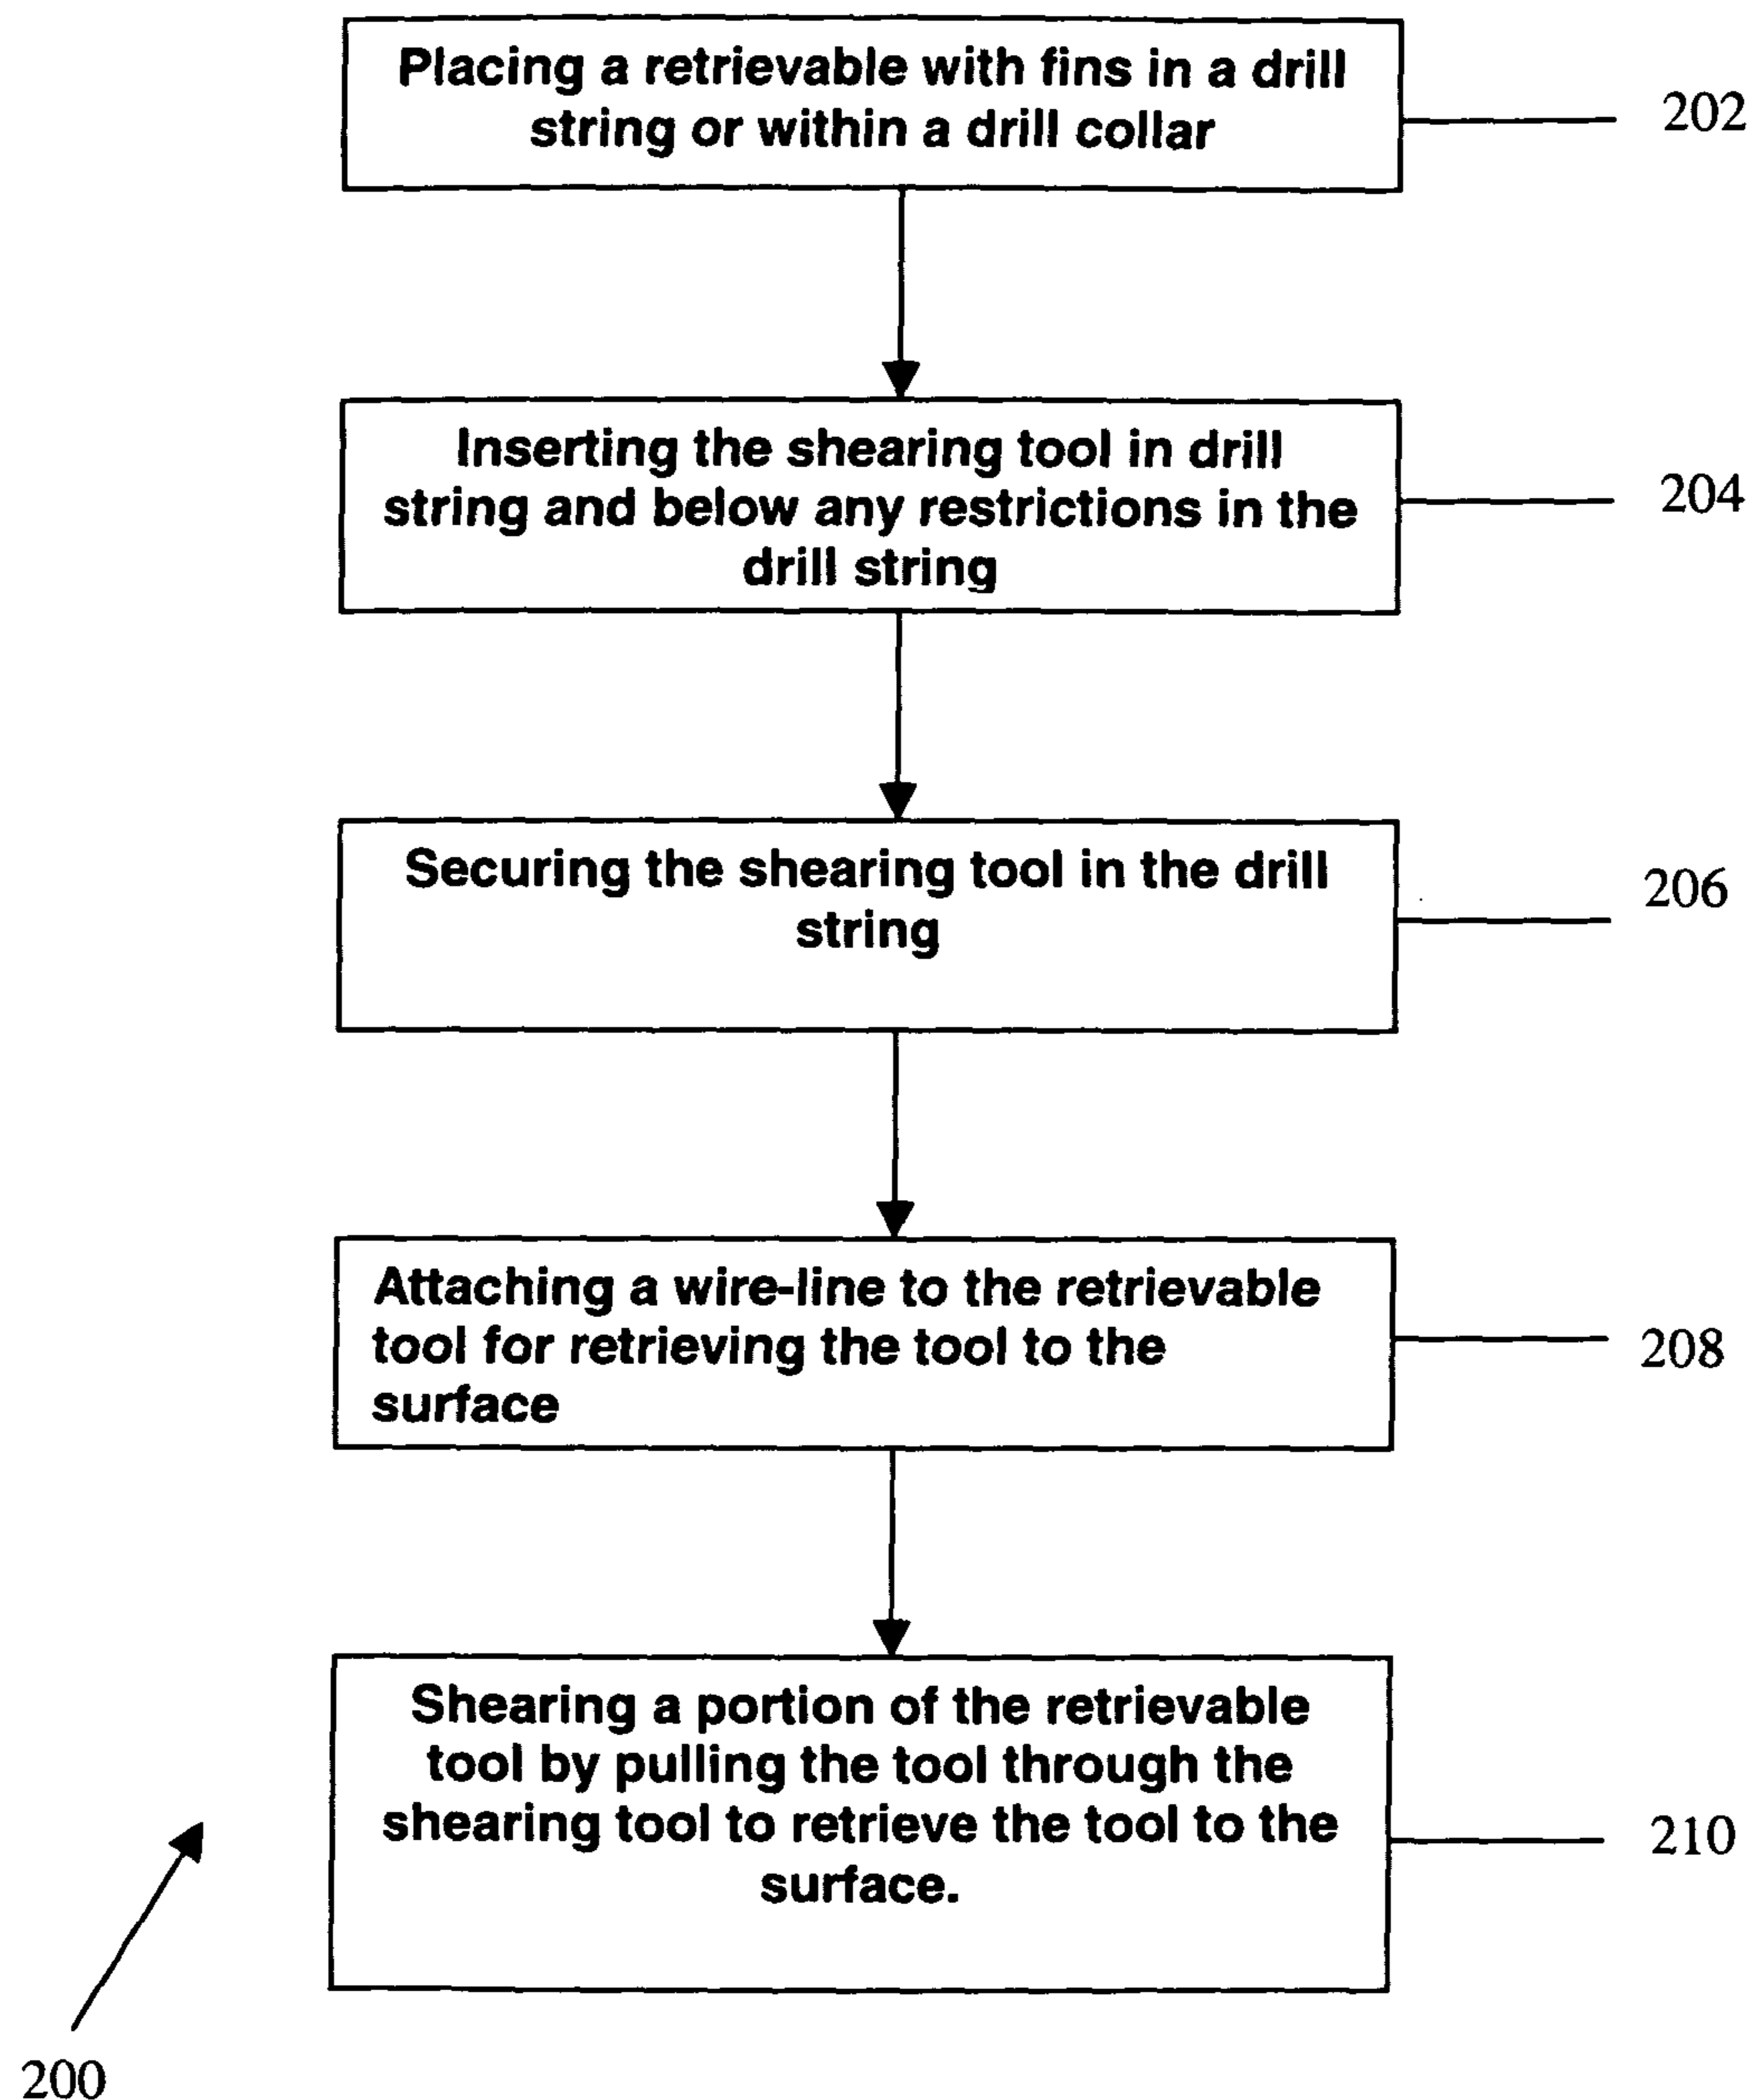 Placing a retrievable with fins in a drill
string or within a drill collar
202
Inserting the shearing tool in drill
string and below any restrictions in the
drill string
204
Securing the shearing tool in the drill
string
206
Attaching a wire-line to the retrievable
tool for retrieving the tool to the
surface
208
Shearing a portion of the retrievable
tool by pulling the tool through the
shearing tool to retrieve the tool to the
surface.
210
200